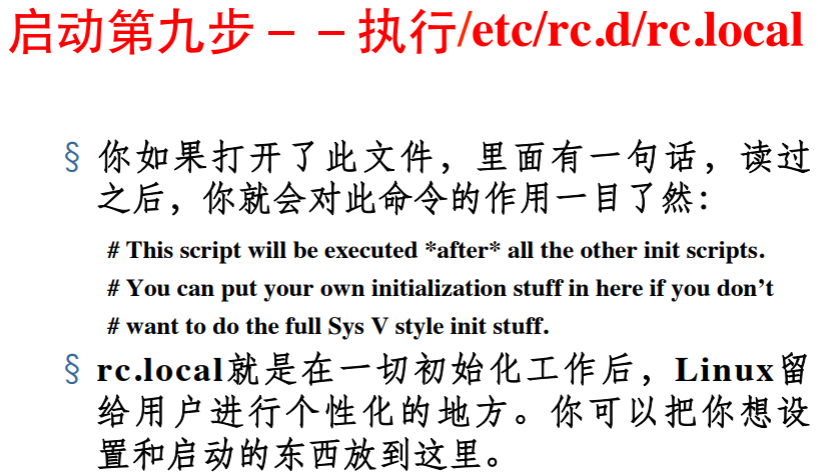 启动第九步－－执行/etc/rc.d/rc.local
§ 你如果打开了此文件，里面有一句话，读过
之后，你就会对此命令的作用一目了然：
# This script will be executed *after* all the other init scripts.
# You can put your own initialization stuff in here if you don’t
# want to do the full Sys V style init stuff.
§ rc.local就是在一切初始化工作后，Linux留
给用户进行个性化的地方。你可以把你想设
置和启动的东西放到这里。